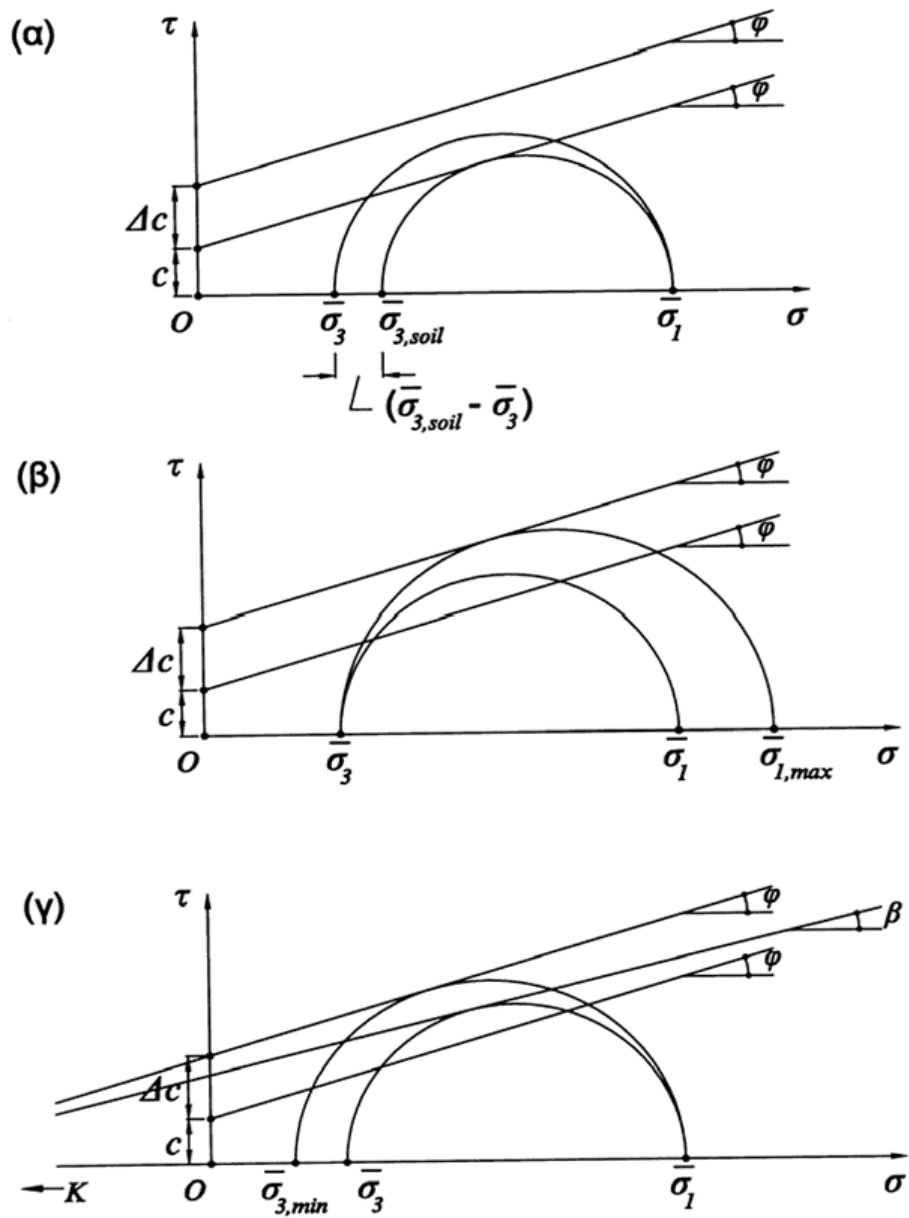 (α)
τ
φ
φ
Δc
c
O
σ̅3
σ̅3,soil
σ̅1
σ
(σ̅3,soil - σ̅3)
(β)
τ
φ
φ
Δc
c
O
σ̅3
σ̅1
σ̅1,max
σ
(γ)
τ
φ
β
φ
Δc
c
K
O
σ̅3,min
σ̅3
σ̅1
σ